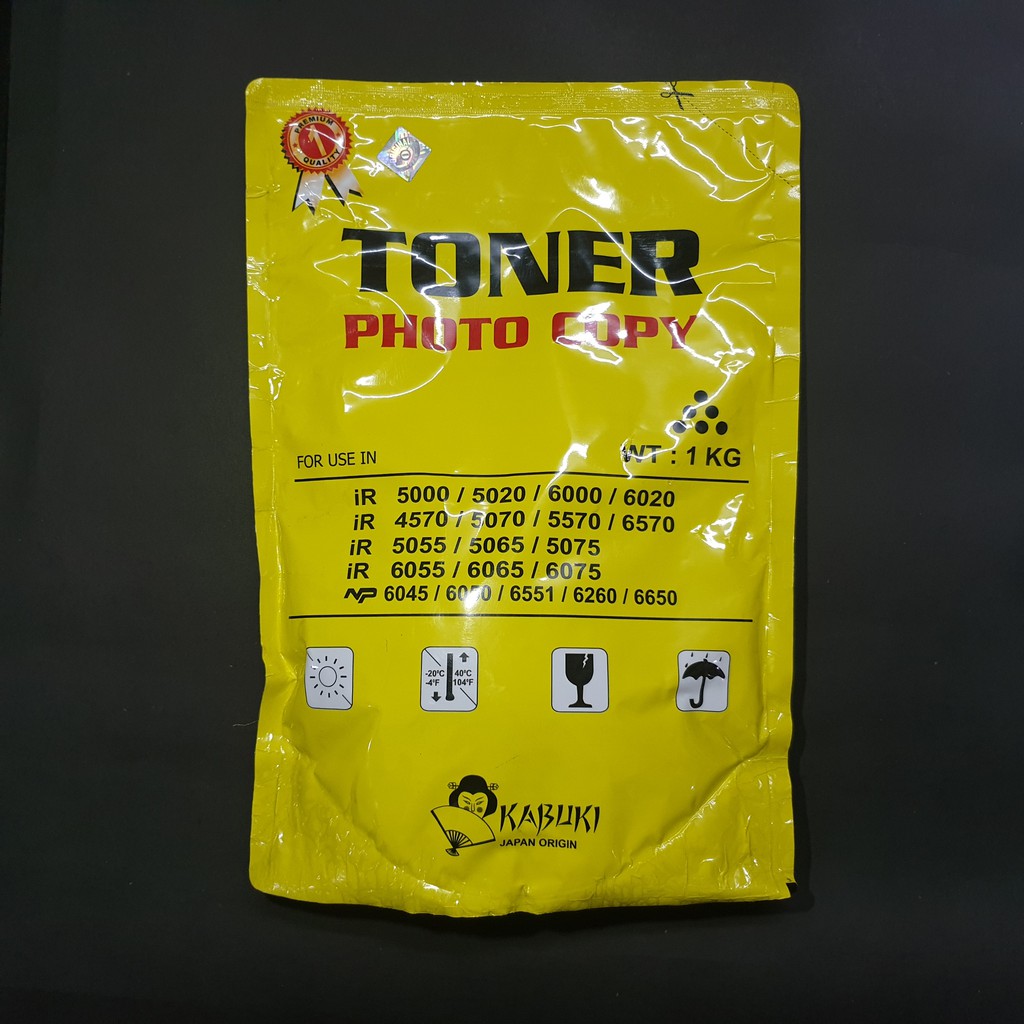 PREMIUM
1
QUALITY
TONER
PHOTO COPY
FOR USE IN
WT : 1 KG
iR 5000 / 5020 / 6000 / 6020
iR 4570 / 5070 / 5570 / 6570
iR 5055 / 5065 / 5075
iR 6055 / 6065 / 6075
NP 6045 / 6050 / 6551 / 6260 / 6650
-20°C 40°C
-4°F 104°F
KABUKI
JAPAN ORIGIN